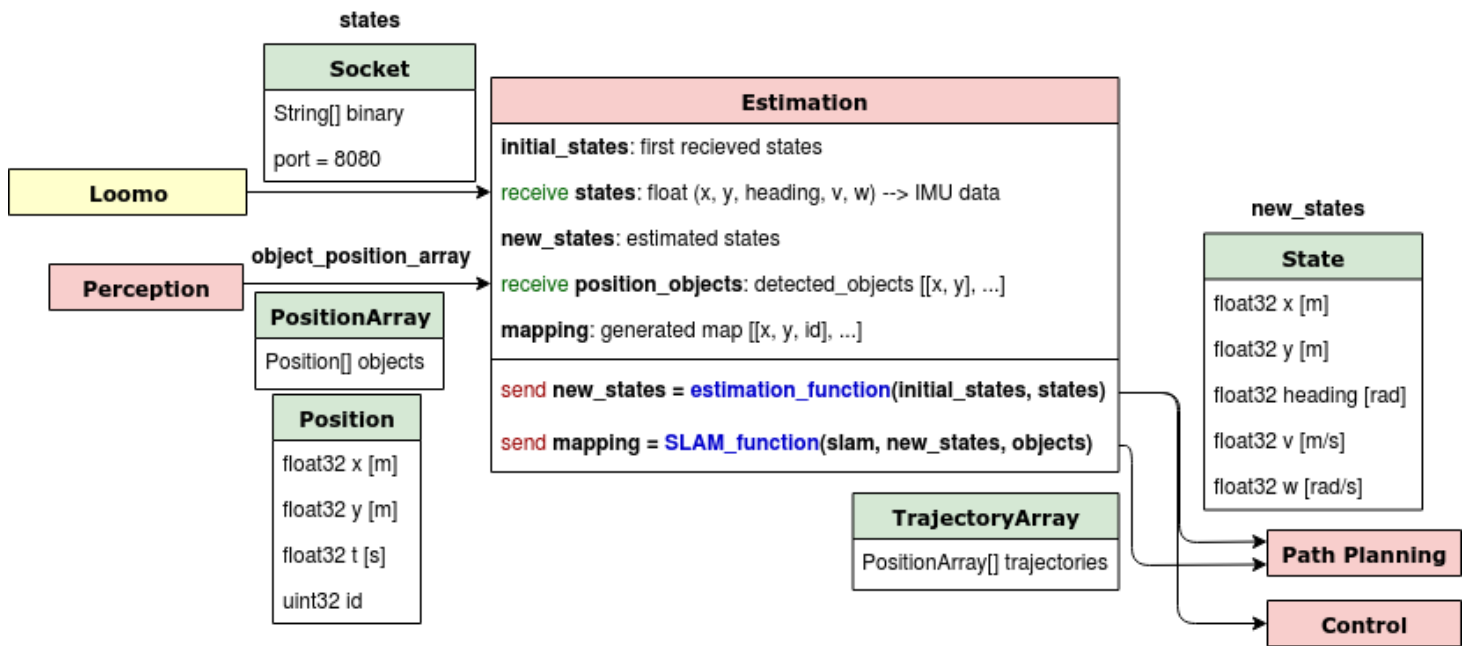 states
Socket
String[] binary
port = 8080
Loomo
object_position_array
Perception
PositionArray
Position[] objects
Position
float32 x [m]
float32 y [m]
float32 t [s]
uint32 id
Estimation
initial_states: first recieved states
receive states: float (x, y, heading, v, w) --> IMU data
new_states: estimated states
receive position_objects: detected_objects [[x, y], ...]
mapping: generated map [[x, y, id], ...]
send new_states = estimation_function(initial_states, states)
send mapping = SLAM_function(slam, new_states, objects)
TrajectoryArray
PositionArray[] trajectories
new_states
State
float32 x [m]
float32 y [m]
float32 heading [rad]
float32 v [m/s]
float32 w [rad/s]
Path Planning
Control